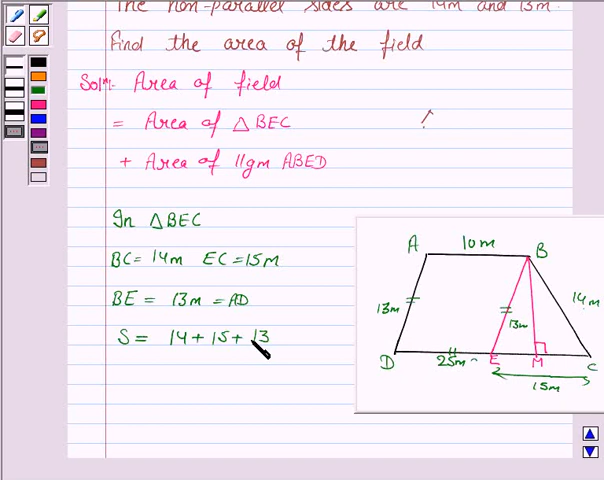 The non-parallel sides are 14m and 13m.
Find the area of the field
Solⁿ:- Area of field
= Area of △ BEC
+ Area of ||gm ABED
In △BEC
BC = 14m EC = 15m
BE = 13m = AD
S = 14 + 15 + 13
A 10m B
13m 14m
13m
D 25m E M C
15m